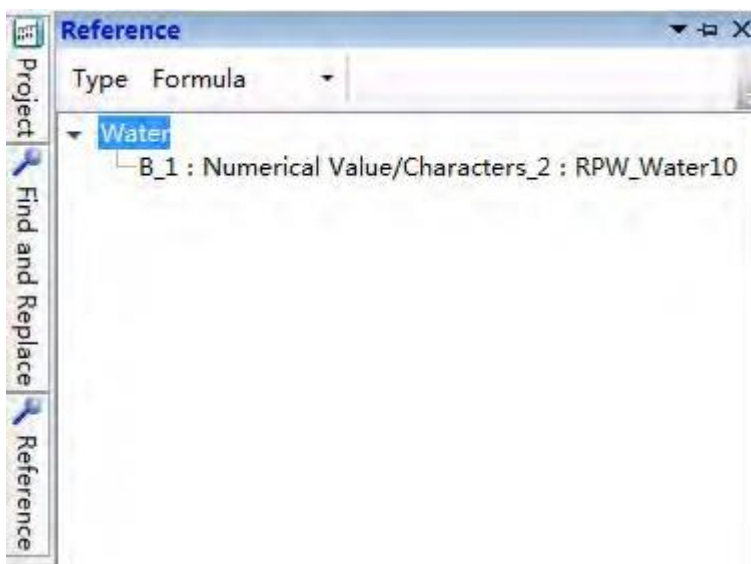 Reference
Type Formula
Water
B_1 : Numerical Value/Characters_2 : RPW_Water10
Project
Find and Replace
Reference